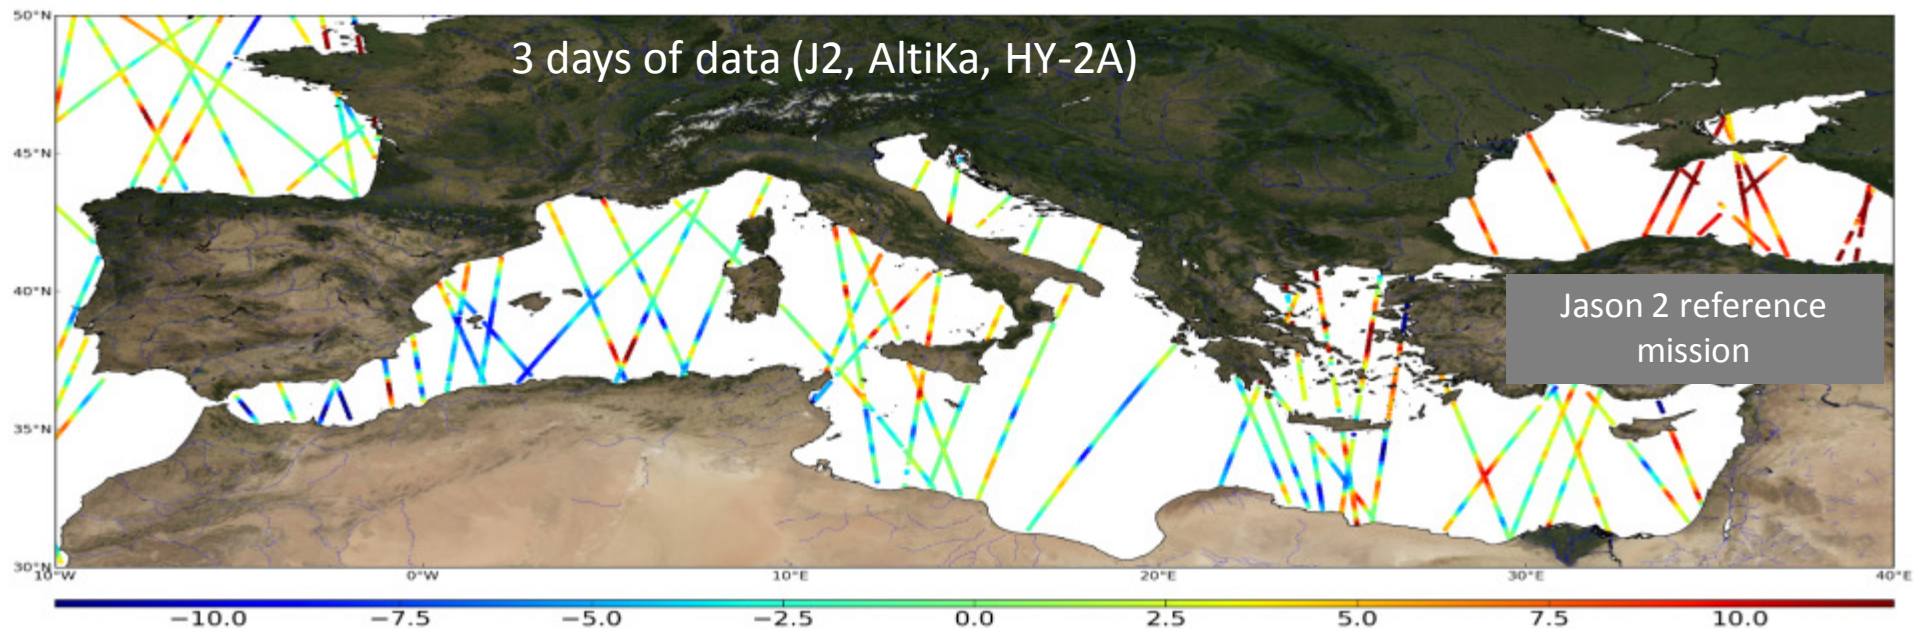 50°N
3 days of data (J2, AltiKa, HY-2A)
45°N
40°N
Jason 2 reference
mission
35°N
30°N
10°W
0°W
10°E
20°E
30°E
40°E
−10.0
−7.5
−5.0
−2.5
0.0
2.5
5.0
7.5
10.0